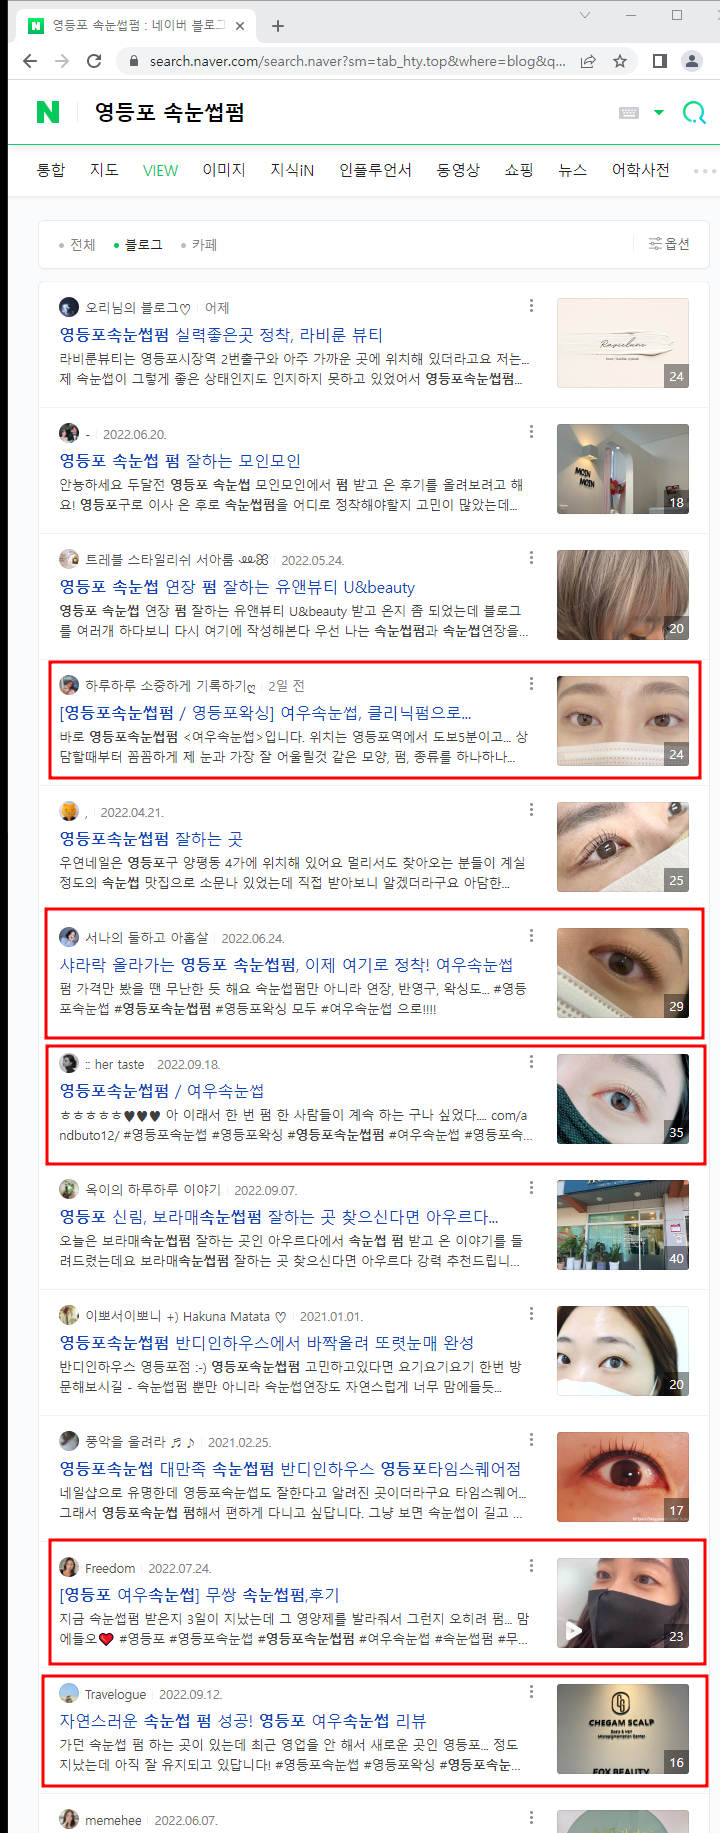 영등포 속눈썹펌 : 네이버 블로그
search.naver.com/search.naver?sm=tab_hty.top&where=blog&q...
N 영등포 속눈썹펌
통합 지도 VIEW 이미지 지식iN 인플루언서 동영상 쇼핑 뉴스 어학사전
전체 블로그 카페 옵션
오리님의 블로그♡ 어제
영등포속눈썹펌 실력좋은곳 정착, 라비룬 뷰티
라비룬뷰티는 영등포시장역 2번출구와 아주 가까운 곳에 위치해 있더라고요 저는...
제 속눈썹이 그렇게 좋은 상태인지도 인지하지 못하고 있었어서 영등포속눈썹펌...
24
- 2022.06.20.
영등포 속눈썹 펌 잘하는 모인모인
안뇽하세요 두달전 영등포 속눈썹 모인모인에서 펌 받고 온 후기를 올려보려고 해
요! 영등포구로 이사 온 후로 속눈썹펌을 어디로 정착해야할지 고민이 많았는데...
MOIN
MOIN
18
트레블 스타일리쉬 서아룸 2022.05.24.
영등포 속눈썹 연장 펌 잘하는 유앤뷰티 U&beauty
영등포 속눈썹 연장 펌 잘하는 유앤뷰티 U&beauty 받고 온지 좀 되었는데 블로그
를 여러개 하다보니 다시 여기에 작성해본다 우선 나는 속눈썹펌과 속눈썹연장을...
20
하루하루 소중하게 기록하기ღ 2일 전
[영등포속눈썹펌 / 영등포왁싱] 여우속눈썹, 클리닉펌으로...
바로 영등포속눈썹펌 <여우속눈썹>입니다. 위치는 영등포역에서 도보5분이고... 상
담할때부터 꼼꼼하게 제 눈과 가장 잘 어울릴것 같은 모양, 펌, 종류를 하나하나...
24
, 2022.04.21.
영등포속눈썹펌 잘하는 곳
우연네일은 영등포구 양평동 4가에 위치해 있어요 멀리서도 찾아오는 분들이 계실
정도의 속눈썹 맛집으로 소문나 있었는데 직접 받아보니 알겠더라구요 아담한...
25
서나의 둘하고 아홉살 2022.06.24.
샤라락 올라가는 영등포 속눈썹펌, 이제 여기로 정착! 여우속눈썹
펌 가격만 봤을 땐 무난한 듯 해요 속눈썹펌만 아니라 연장, 반영구, 왁싱도... #영등
포속눈썹 #영등포속눈썹펌 #영등포왁싱 모두 #여우속눈썹 으로!!!!
29
:: her taste 2022.09.18.
영등포속눈썹펌 / 여우속눈썹
ㅎㅎㅎㅎㅎ♥♥♥ 아 이래서 한 번 펌 한 사람들이 계속 하는 구나 싶었다.... com/a
ndbuto12/ #영등포속눈썹 #영등포왁싱 #영등포속눈썹펌 #여우속눈썹 #영등포속...
35
옥이의 하루하루 이야기 2022.09.07.
영등포 신림, 보라매속눈썹펌 잘하는 곳 찾으신다면 아우르다...
오늘은 보라매속눈썹펌 잘하는 곳인 아우르다에서 속눈썹 펌 받고 온 이야기를 들
려드렸는데요 보라매속눈썹펌 잘하는 곳 찾으신다면 아우르다 강력 추천드립니...
40
이쁘서이쁘니 +) Hakuna Matata ♡ 2021.01.01.
영등포속눈썹펌 반디인하우스에서 바짝올려 또렷눈매 완성
반디인하우스 영등포점 :-) 영등포속눈썹펌 고민하고있다면 요기요기요기 한번 방
문해보시길 - 속눈썹펌 뿐만 아니라 속눈썹연장도 자연스럽게 너무 맘에들듯...
20
풍악을 울려라 ♬♪ 2021.02.25.
영등포속눈썹 대만족 속눈썹펌 반디인하우스 영등포타임스퀘어점
네일샵으로 유명한데 영등포속눈썹도 잘한다고 알려진 곳이더라구요 타임스퀘어...
그래서 영등포속눈썹 펌해서 편하게 다니고 싶답니다. 그냥 보면 속눈썹이 길고 ...
17
Freedom 2022.07.24.
[영등포 여우속눈썹] 무쌍 속눈썹펌,후기
지금 속눈썹펌 받은지 3일이 지났는데 그 영양제를 발라줘서 그런지 오히려 펌... 맘
에들오❤ #영등포 #영등포속눈썹 #영등포속눈썹펌 #여우속눈썹 #속눈썹펌 #무...
23
Travelogue 2022.09.12.
자연스러운 속눈썹 펌 성공! 영등포 여우속눈썹 리뷰
가던 속눈썹 펌 하는 곳이 있는데 최근 영업을 안 해서 새로운 곳인 영등포... 정도
지났는데 아직 잘 유지되고 있답니다! #영등포속눈썹 #영등포왁싱 #영등포속눈...
CHEGAM SCALP
FOX BEAUTY
16
memehee 2022.06.07.